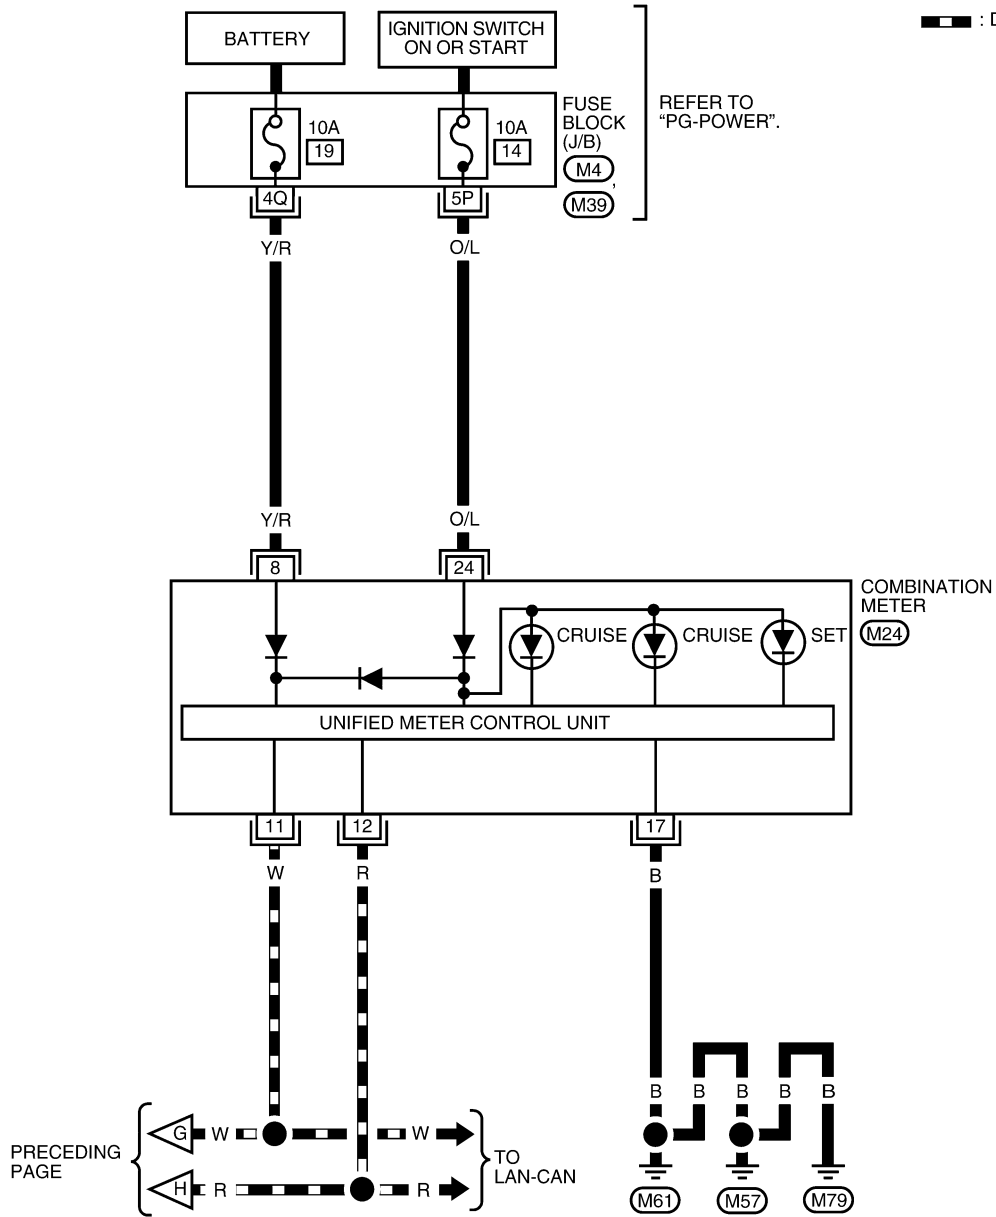 BATTERY
IGNITION SWITCH
ON OR START
: D
10A
19
10A
14
FUSE
BLOCK
(J/B)
M4
,
M39
REFER TO
“PG-POWER”.
4Q
5P
Y/R
O/L
Y/R
O/L
8
24
COMBINATION
METER
M24
CRUISE
CRUISE
SET
UNIFIED METER CONTROL UNIT
11
12
17
W
R
B
B
B
B
B
B
PRECEDING
PAGE
G
W
W
H
R
R
TO
LAN-CAN
M61
M57
M79